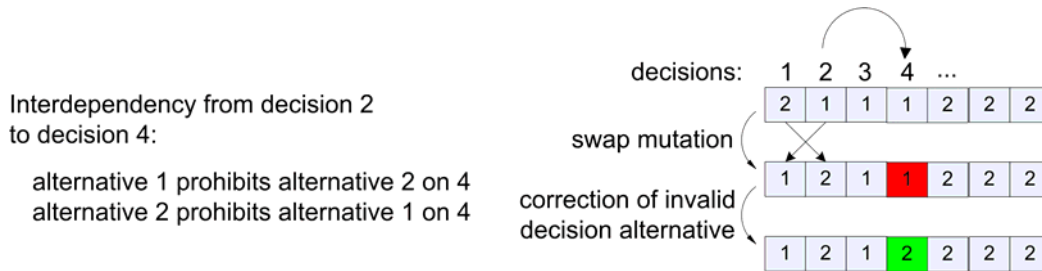 Interdependency from decision 2
to decision 4:
alternative 1 prohibits alternative 2 on 4
alternative 2 prohibits alternative 1 on 4
decisions: 1 2 3 4 ...
2 1 1 1 2 2 2
swap mutation
1 2 1 1 2 2 2
correction of invalid
decision alternative
1 2 1 2 2 2 2